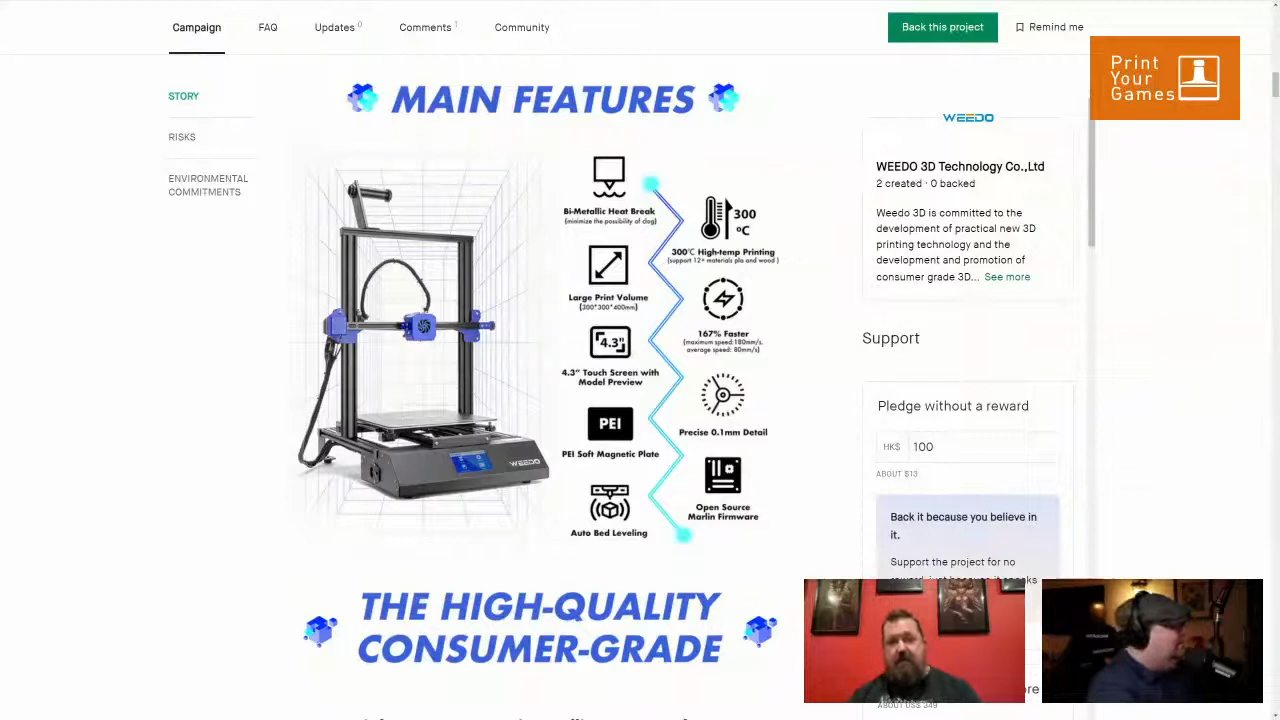 Campaign
FAQ
Updates 0
Comments 1
Community
Back this project
Remind me
Print
Your
Games
STORY
RISKS
ENVIRONMENTAL
COMMITMENTS
MAIN FEATURES
Bi-Metallic Heat Break
(minimize the possibility of clog)
300
ºC
300℃ High-temp Printing
(support 12+ materials pla and wood )
Large Print Volume
(300*300*400mm)
167% Faster
(maximum speed:180mm/s,
average speed: 80mm/s)
4.3"
4.3" Touch Screen with
Model Preview
Precise 0.1mm Detail
PEI
PEI Soft Magnetic Plate
Open Source
Marlin Firmware
Auto Bed Leveling
WEEDO
THE HIGH-QUALITY
CONSUMER-GRADE
WEEDO
WEEDO 3D Technology Co.,Ltd
2 created · 0 backed
Weedo 3D is committed to the
development of practical new 3D
printing technology and the
development and promotion of
consumer grade 3D... See more
Support
Pledge without a reward
HK$ 100
ABOUT $13
Back it because you believe in
it.
Support the project for no
ore
ABOUT US$ 349